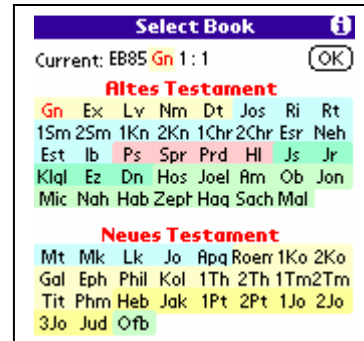 Select Book i
Current: EB85 Gn 1 : 1 OK
Altes Testament
Gn Ex Lv Nm Dt Jos Ri Rt
1Sm 2Sm 1Kn 2Kn 1Chr 2Chr Esr Neh
Est Ib Ps Spr Prd Hl Js Jr
Klgl Ez Dn Hos Joel Am Ob Jon
Mic Nah Hab Zeph Hag Sach Mal
Neues Testament
Mt Mk Lk Jo Apg Roem 1Ko 2Ko
Gal Eph Phil Kol 1Th 2Th 1Tm 2Tm
Tit Phm Heb Jak 1Pt 2Pt 1Jo 2Jo
3Jo Jud Ofb